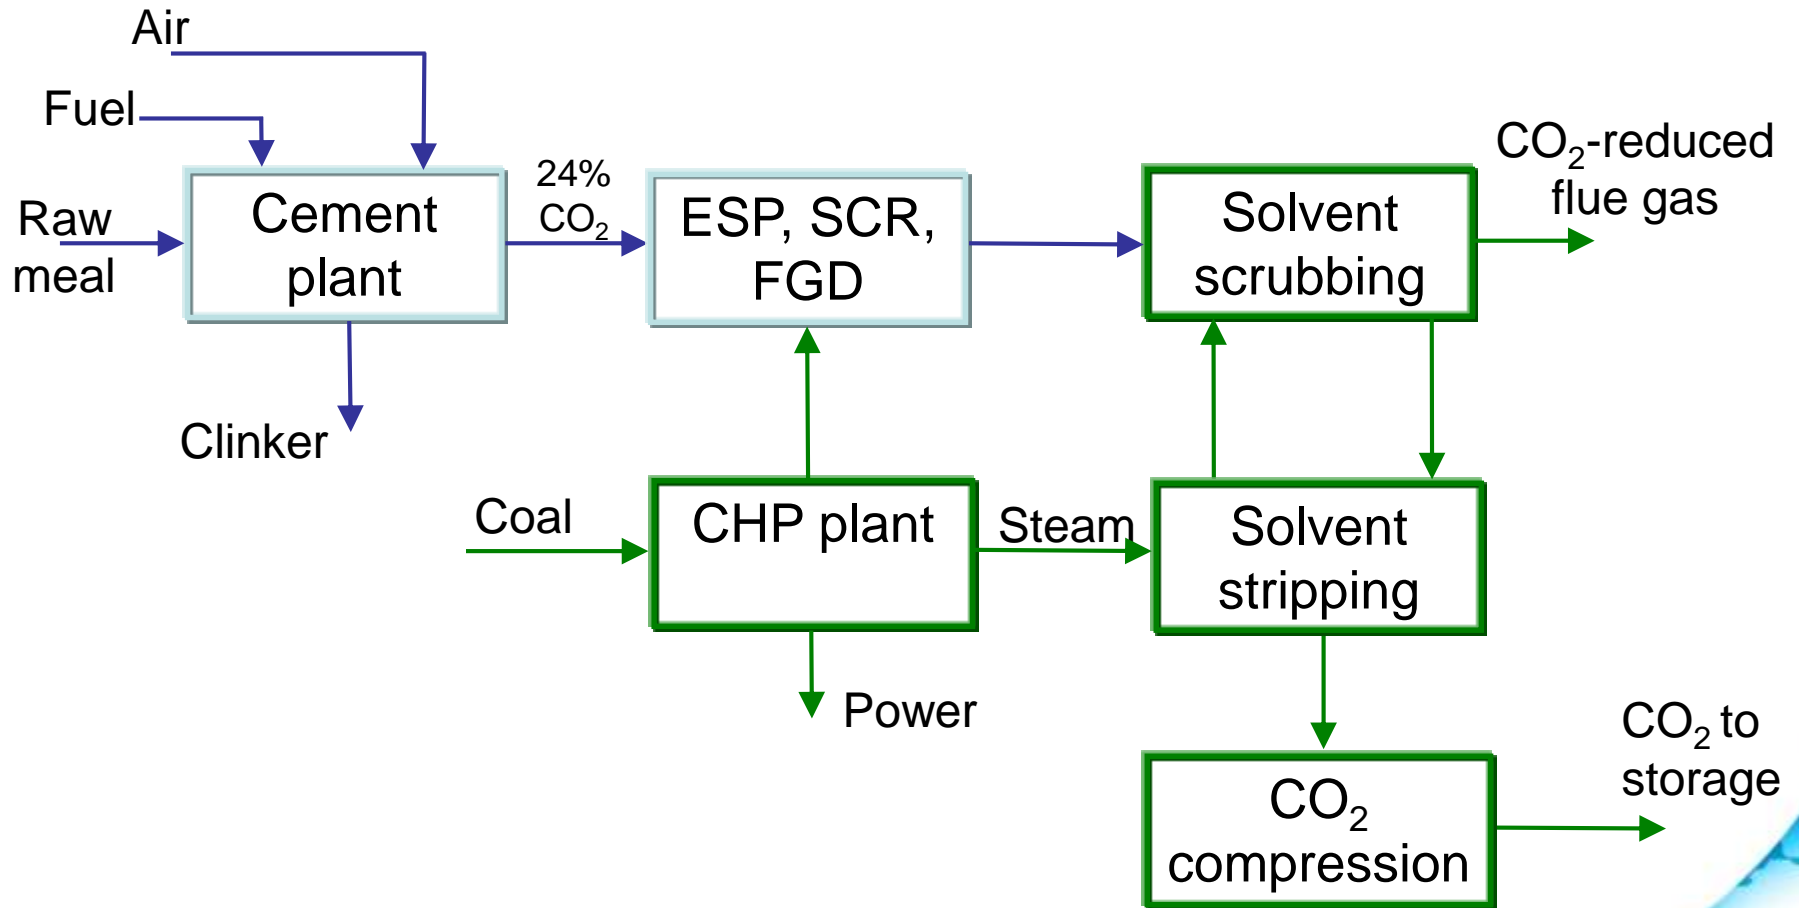 Air
Fuel
Raw
meal
Cement
plant
24%
CO₂
ESP, SCR,
FGD
Solvent
scrubbing
CO₂-reduced
flue gas
Clinker
Coal
CHP plant
Steam
Solvent
stripping
Power
CO₂
compression
CO₂ to
storage